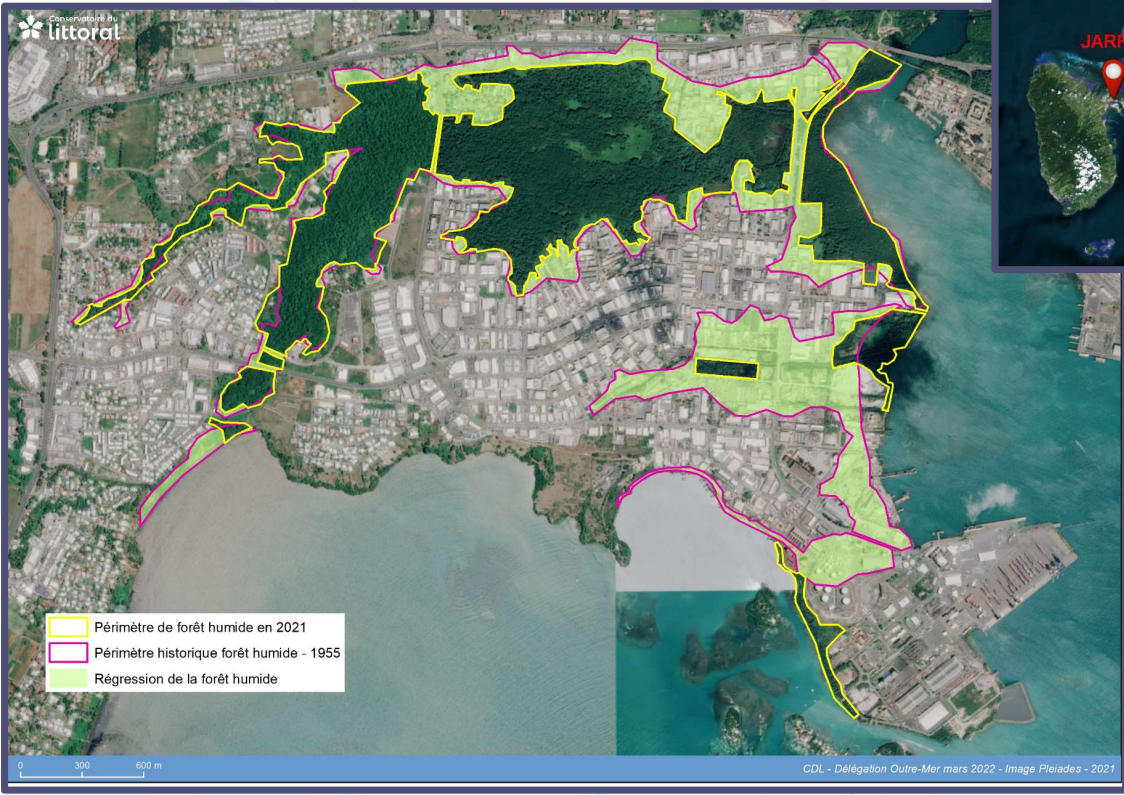 Conservatoire du
littoral
JARR
Périmètre de forêt humide en 2021
Périmètre historique forêt humide - 1955
Régression de la forêt humide
0 300 600 m
CDL - Délégation Outre-Mer mars 2022 - Image Pleiades - 2021